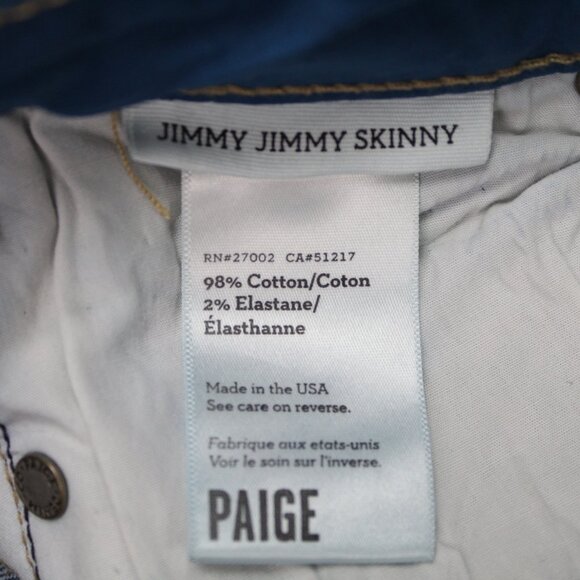 JIMMY JIMMY SKINNY
RN#27002 CA#51217
98% Cotton/Coton
2% Elastane/
Élasthanne
Made in the USA
See care on reverse.
Fabrique aux etats-unis
Voir le soin sur l'inverse.
PAIGE